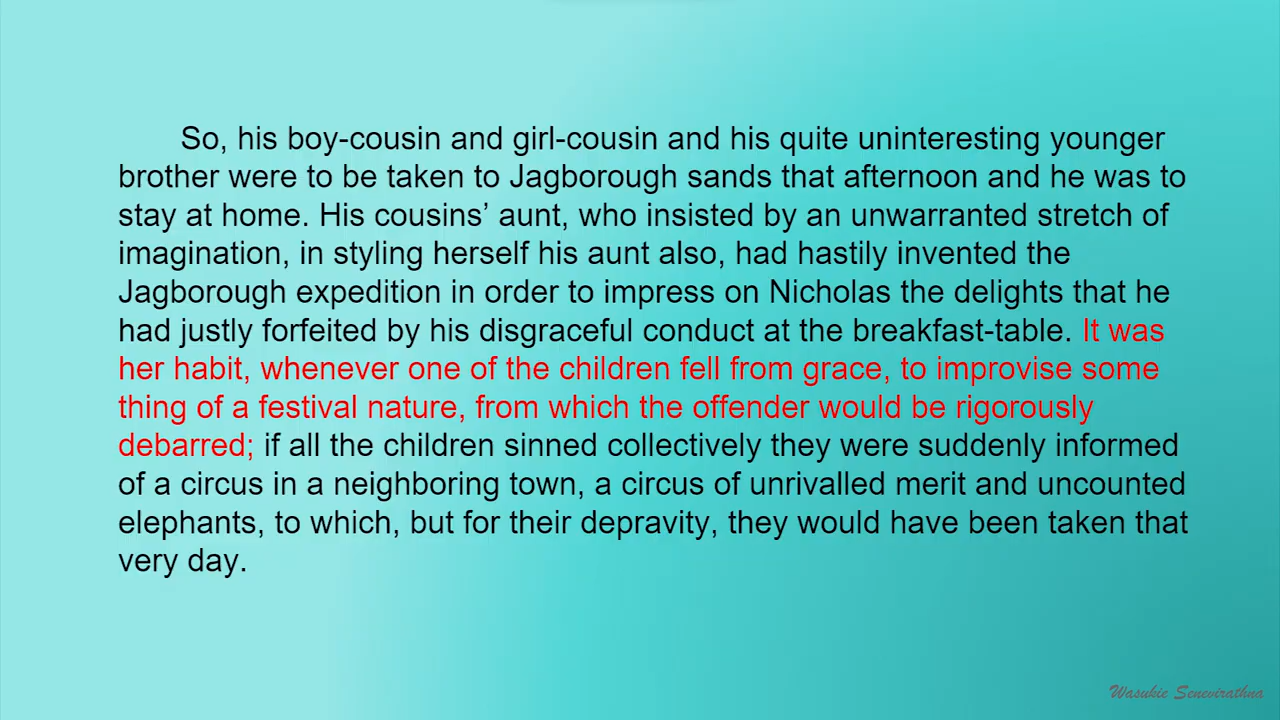 So, his boy-cousin and girl-cousin and his quite uninteresting younger
brother were to be taken to Jagborough sands that afternoon and he was to
stay at home. His cousins’ aunt, who insisted by an unwarranted stretch of
imagination, in styling herself his aunt also, had hastily invented the
Jagborough expedition in order to impress on Nicholas the delights that he
had justly forfeited by his disgraceful conduct at the breakfast-table. It was
her habit, whenever one of the children fell from grace, to improvise some
thing of a festival nature, from which the offender would be rigorously
debarred; if all the children sinned collectively they were suddenly informed
of a circus in a neighboring town, a circus of unrivalled merit and uncounted
elephants, to which, but for their depravity, they would have been taken that
very day.
Wasukie Senevirathna